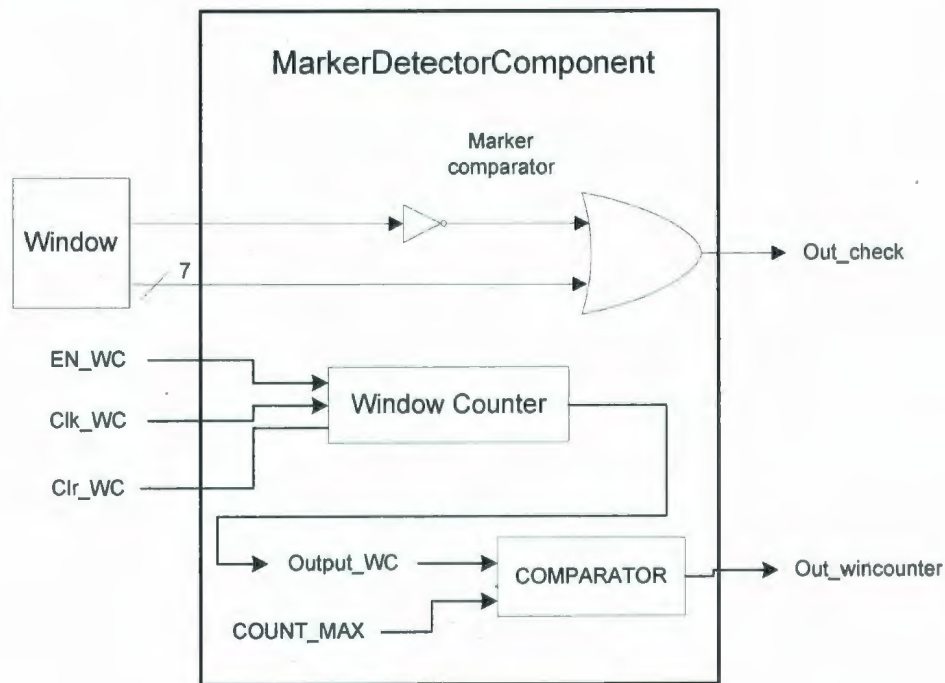 MarkerDetectorComponent
Marker
comparator
Window
7
Out_check
EN_WC
Window Counter
Clk_WC
Clr_WC
Output_WC
COMPARATOR
Out_wincounter
COUNT_MAX